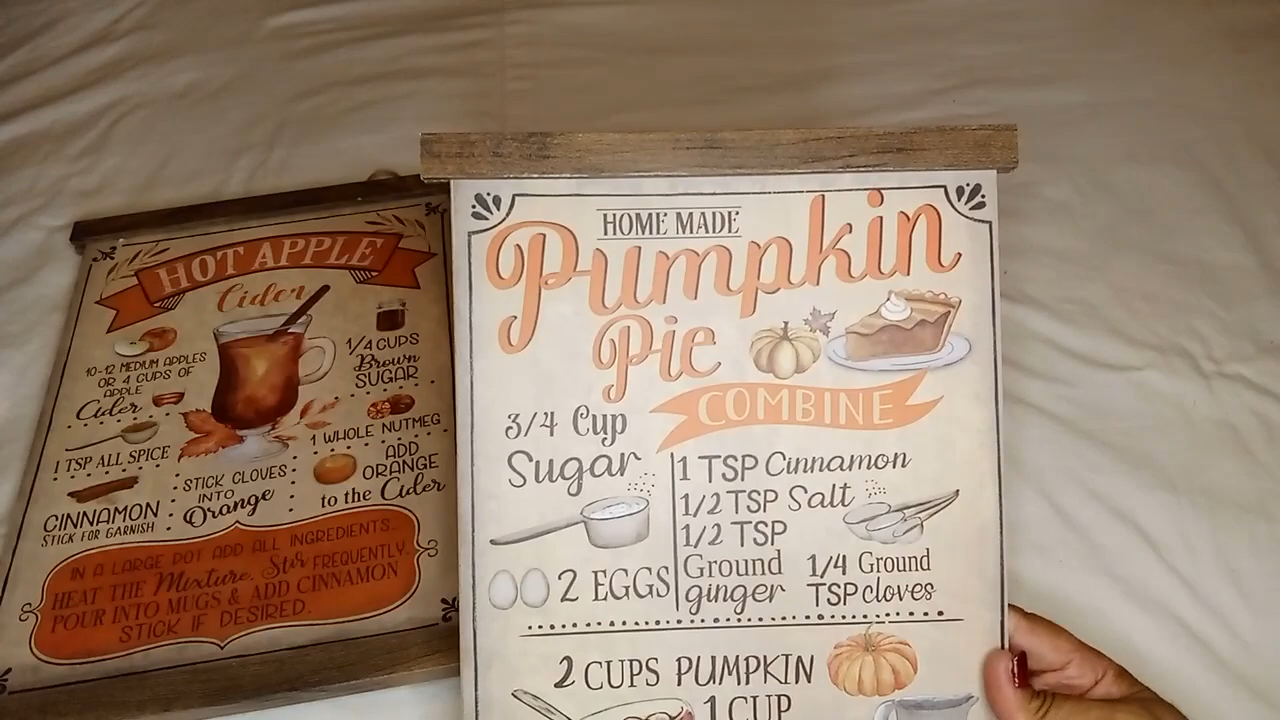 HOT APPLE
Cider
10-12 MEDIUM APPLES
OR 4 CUPS OF
APPLE
Cider
1/4 CUPS
Brown
SUGAR
1 TSP ALL SPICE
1 WHOLE NUTMEG
CINNAMON
STICK FOR GARNISH
STICK CLOVES
INTO
Orange
ADD
ORANGE
to the Cider
IN A LARGE POT ADD ALL INGREDIENTS.
HEAT THE Mixture. Stir FREQUENTLY.
POUR INTO MUGS & ADD CINNAMON
STICK IF DESIRED.
HOME MADE
Pumpkin
Pie
COMBINE
3/4 Cup
Sugar
2 EGGS
1 TSP Cinnamon
1/2 TSP Salt
1/2 TSP
Ground
ginger
1/4 Ground
TSP cloves
2 CUPS PUMPKIN
1 CUP